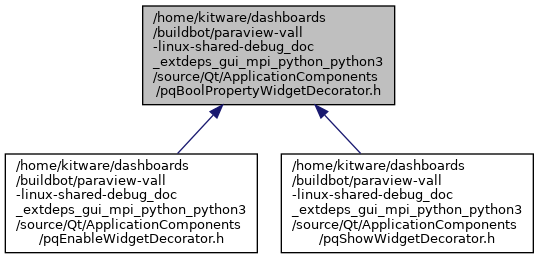 /home/kitware/dashboards
/buildbot/paraview-vall
-linux-shared-debug_doc
_extdeps_gui_mpi_python_python3
/source/Qt/ApplicationComponents
/pqBoolPropertyWidgetDecorator.h
/home/kitware/dashboards
/buildbot/paraview-vall
-linux-shared-debug_doc
_extdeps_gui_mpi_python_python3
/source/Qt/ApplicationComponents
/pqEnableWidgetDecorator.h
/home/kitware/dashboards
/buildbot/paraview-vall
-linux-shared-debug_doc
_extdeps_gui_mpi_python_python3
/source/Qt/ApplicationComponents
/pqShowWidgetDecorator.h